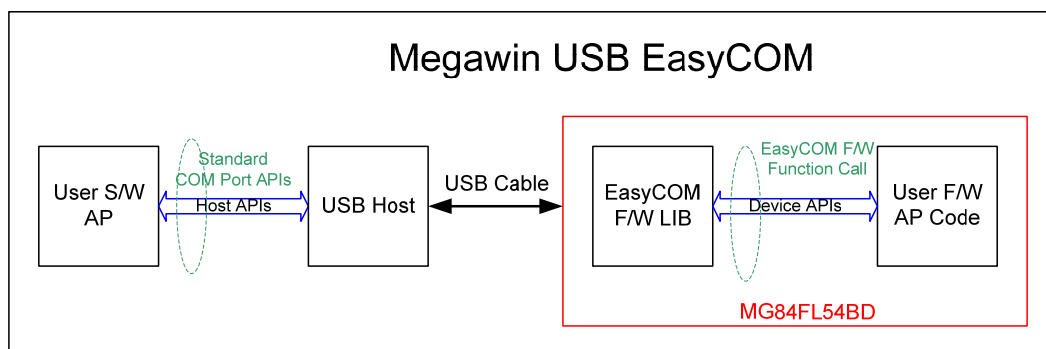 Megawin USB EasyCOM
User S/W
AP
Standard
COM Port APIs
Host APIs
USB Host
USB Cable
EasyCOM
F/W LIB
EasyCOM F/W
Function Call
Device APIs
User F/W
AP Code
MG84FL54BD